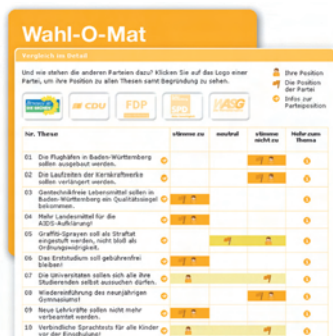 Wahl-O-Mat
Vergleich im Detail
Und wie stehen die anderen Parteien dazu? Klicken Sie auf das Logo einer
Partei, um ihre Position zu allen Thesen samt Begründung zu sehen.
Ihre Position
Die Position
der Partei
Infos zur
Parteiposition
DIE GRÜNEN
CDU
FDP
SPD
WASG
Nr. These
stimme zu
neutral
stimme
nicht zu
Mehr zum
Thema
01 Die Flughäfen in Baden-Württemberg
sollen ausgebaut werden.
02 Die Laufzeiten der Kernkraftwerke
sollen verlängert werden.
03 Gentechnikfreie Lebensmittel sollen in
Baden-Württemberg ein Qualitätssiegel
bekommen.
04 Mehr Landesmittel für die
AIDS-Aufklärung!
05 Graffiti-Sprayen soll als Straftat
eingestuft werden, nicht bloß als
Ordnungswidrigkeit.
06 Das Erststudium soll gebührenfrei
bleiben!
07 Die Universitäten sollen sich alle ihre
Studierenden selbst aussuchen dürfen.
08 Wiedereinführung des neunjährigen
Gymnasiums!
09 Neue Lehrkräfte sollen nicht mehr
verbeamtet werden.
10 Verbindliche Sprachtests für alle Kinder
vor der Einschulung!